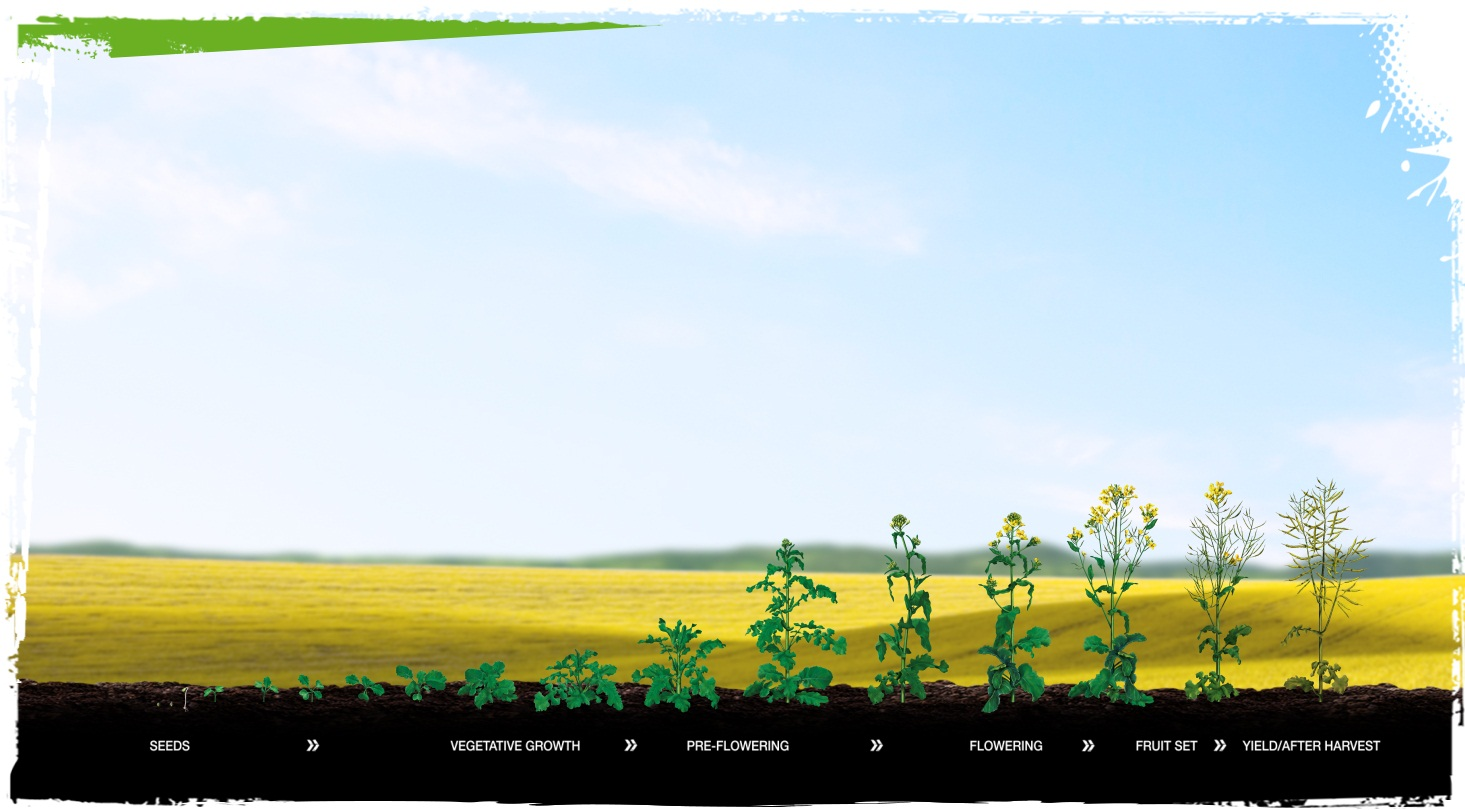 SEEDS » VEGETATIVE GROWTH » PRE-FLOWERING » FLOWERING » FRUIT SET » YIELD/AFTER HARVEST